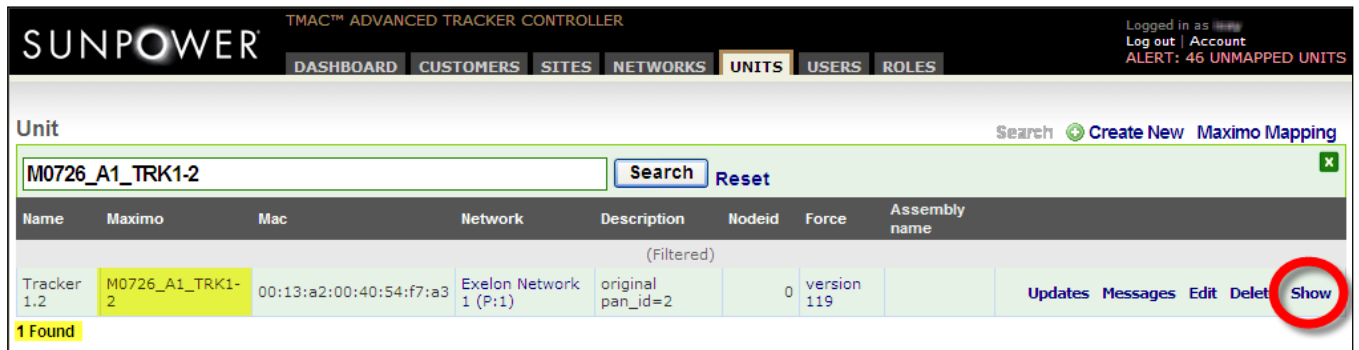 TMAC™ ADVANCED TRACKER CONTROLLER
SUNPOWER
Logged in as
Log out | Account
ALERT: 46 UNMAPPED UNITS
DASHBOARD CUSTOMERS SITES NETWORKS UNITS USERS ROLES
Unit
Search Create New Maximo Mapping
M0726_A1_TRK1-2 Search Reset x
Name Maximo Mac Network Description Nodeid Force Assembly name
(Filtered)
Tracker M0726_A1_TRK1- 00:13:a2:00:40:54:f7:a3 Exelon Network original 0 version Updates Messages Edit Delet Show
1.2 2 1 (P:1) pan_id=2 119
1 Found